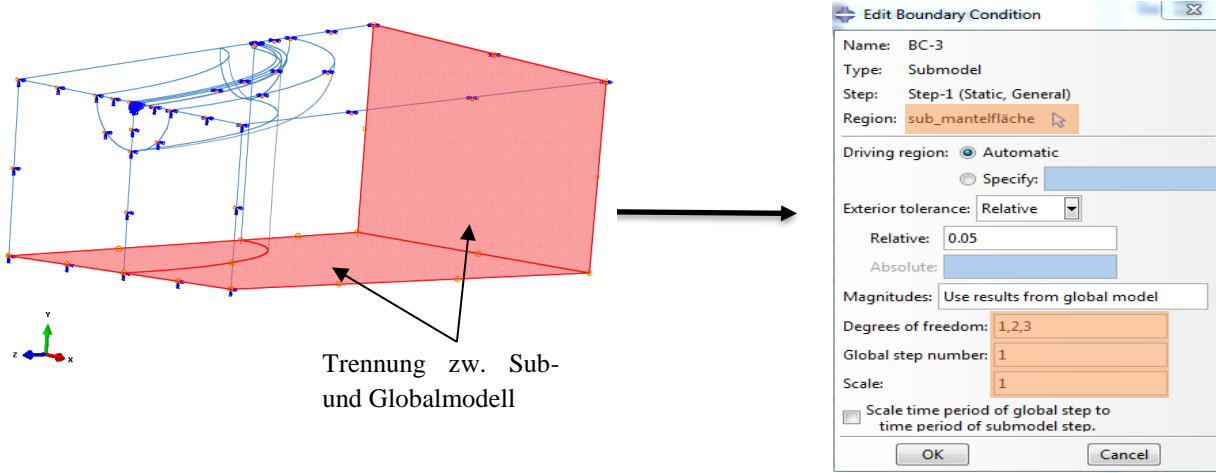 Y
Z
X
Trennung zw. Sub-
und Globalmodell
Edit Boundary Condition
Name: BC-3
Type: Submodel
Step: Step-1 (Static, General)
Region: sub_mantelfläche
Driving region: Automatic
Specify:
Exterior tolerance: Relative
Relative: 0.05
Absolute:
Magnitudes: Use results from global model
Degrees of freedom: 1,2,3
Global step number: 1
Scale: 1
Scale time period of global step to
time period of submodel step.
OK Cancel